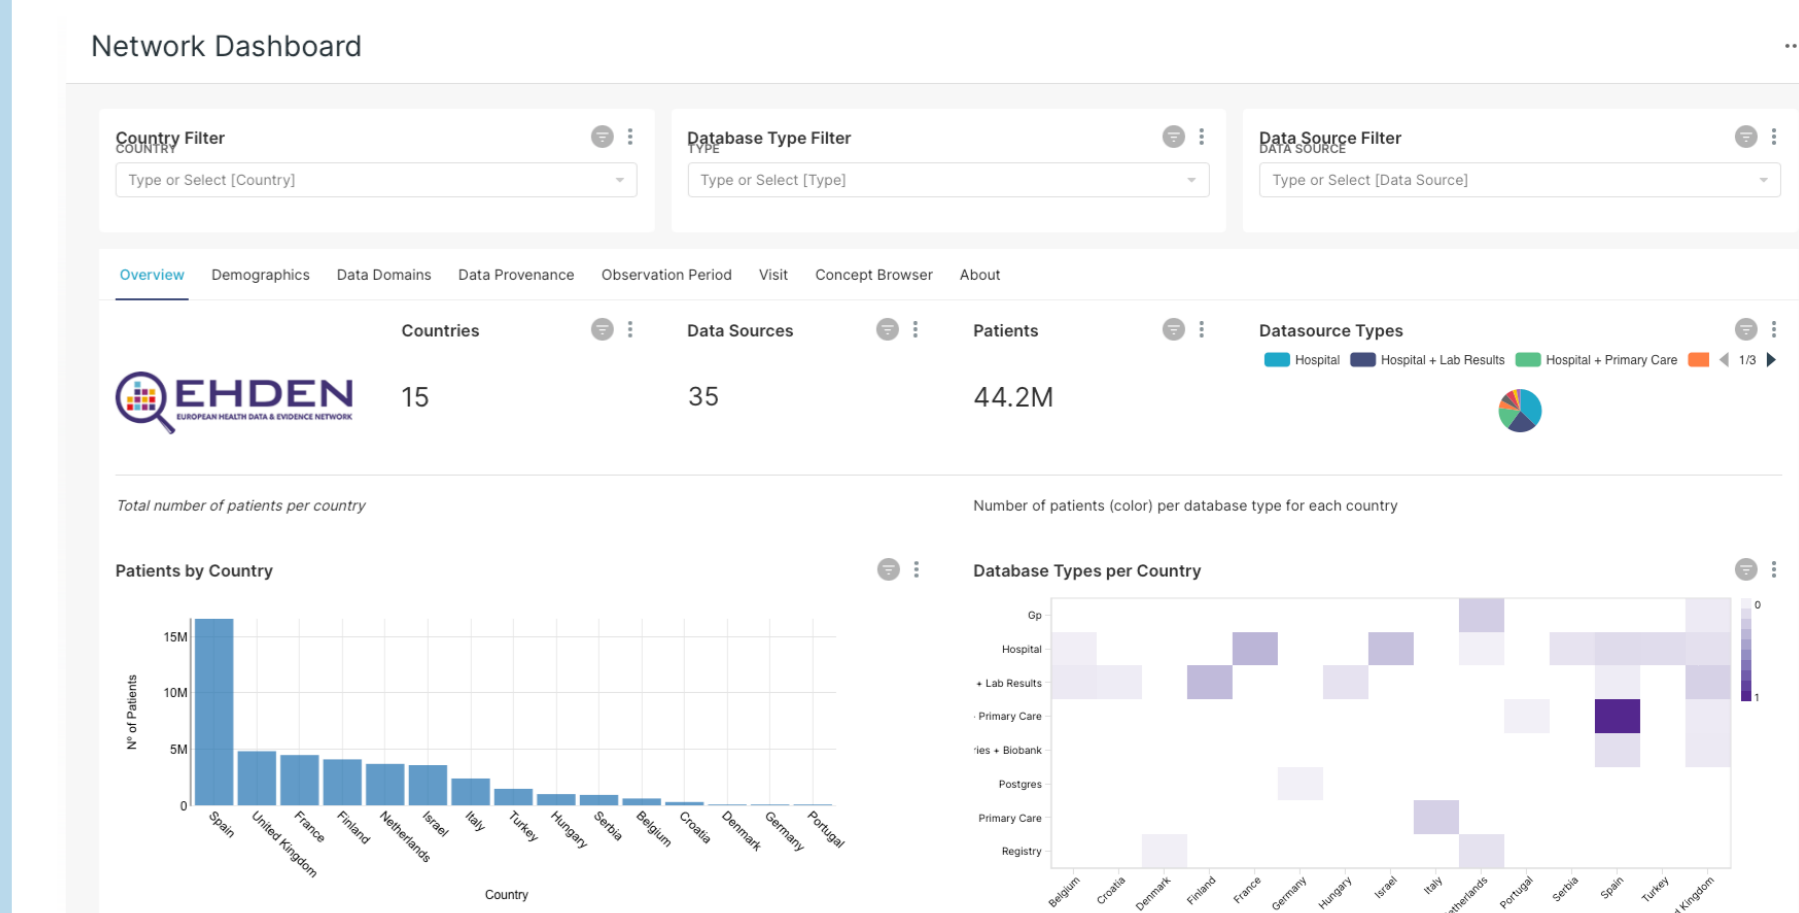 Network Dashboard
Country Filter
COUNTRY
Type or Select [Country]
Database Type Filter
TYPE
Type or Select [Type]
Data Source Filter
DATA SOURCE
Type or Select [Data Source]
Overview Demographics Data Domains Data Provenance Observation Period Visit Concept Browser About
EHDEN
EUROPEAN HEALTH DATA & EVIDENCE NETWORK
Countries
15
Data Sources
35
Patients
44.2M
Datasource Types
Hospital Hospital + Lab Results Hospital + Primary Care 1/3
Total number of patients per country
Number of patients (color) per database type for each country
Patients by Country
N° of Patients
15M
10M
5M
0
Spain
United Kingdom
France
Finland
Netherlands
Israel
Italy
Turkey
Hungary
Serbia
Belgium
Croatia
Denmark
Germany
Portugal
Country
Database Types per Country
Gp
Hospital
+ Lab Results
Primary Care
ries + Biobank
Postgres
Primary Care
Registry
0
1
Belgium
Croatia
Denmark
Finland
France
Germany
Hungary
Israel
Italy
etherlands
Portugal
Serbia
Spain
Turkey
d Kingdom